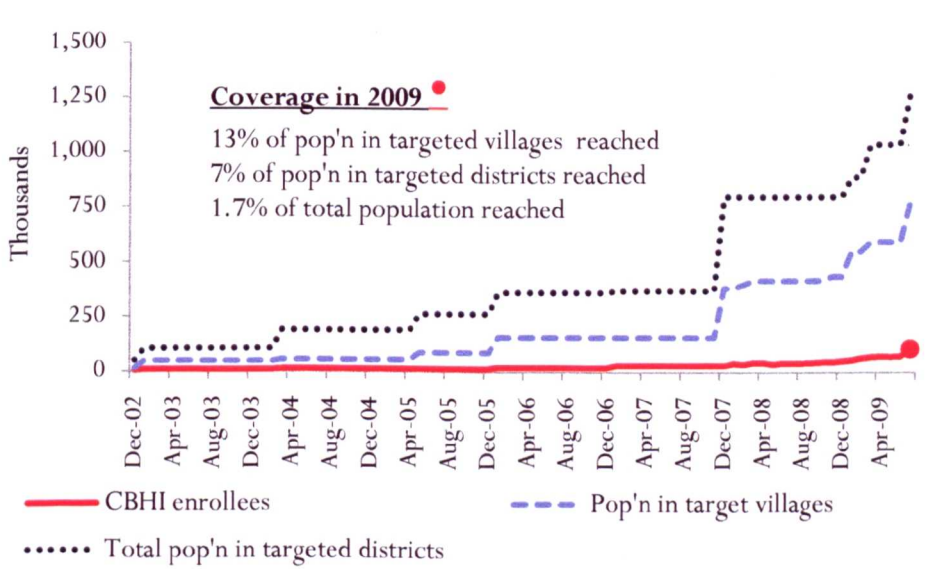 1,500
1,250
1,000
750
500
250
0
Thousands
Coverage in 2009
13% of pop'n in targeted villages reached
7% of pop'n in targeted districts reached
1.7% of total population reached
Dec-02
Apr-03
Aug-03
Dec-03
Apr-04
Aug-04
Dec-04
Apr-05
Aug-05
Dec-05
Apr-06
Aug-06
Dec-06
Apr-07
Aug-07
Dec-07
Apr-08
Aug-08
Dec-08
Apr-09
CBHI enrollees
Pop'n in target villages
Total pop'n in targeted districts